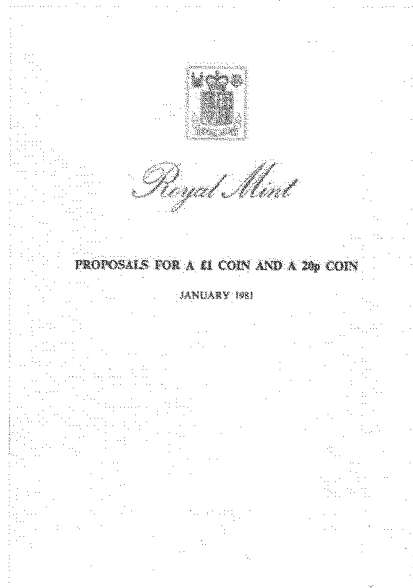 Royal Mint
PROPOSALS FOR A £1 COIN AND A 20p COIN
JANUARY 1981